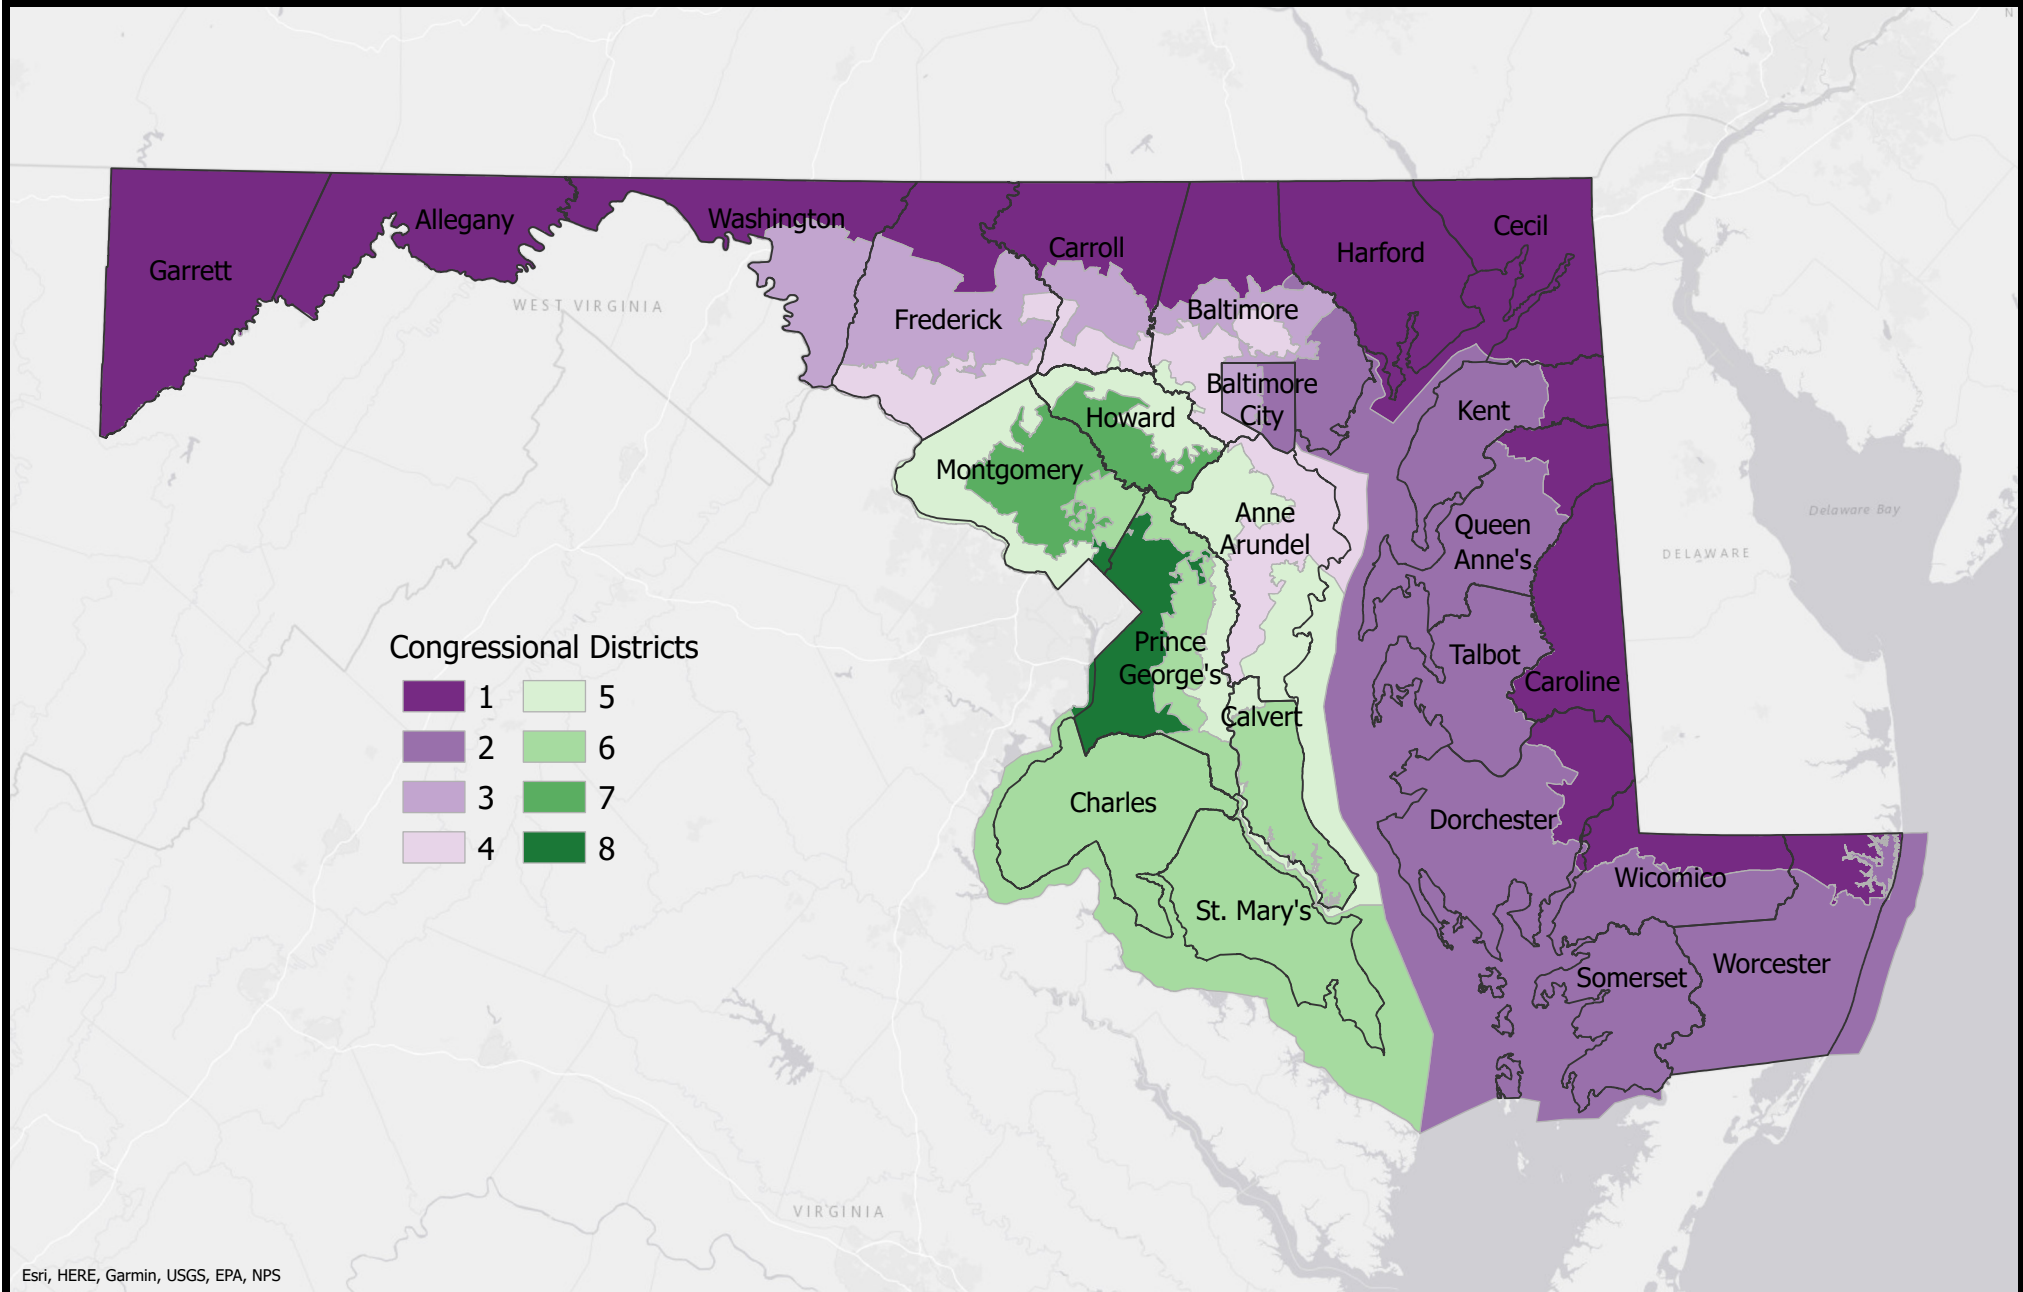 N
Garrett
Allegany
Washington
Carroll
Harford
Cecil
WEST VIRGINIA
Frederick
Baltimore
Baltimore
City
Kent
Howard
Montgomery
Anne
Arundel
Queen
Anne's
Delaware Bay
DELAWARE
Prince
George's
Talbot
Caroline
Calvert
Congressional Districts
1
5
2
6
3
7
4
8
Charles
Dorchester
Wicomico
St. Mary's
Somerset
Worcester
VIRGINIA
Esri, HERE, Garmin, USGS, EPA, NPS